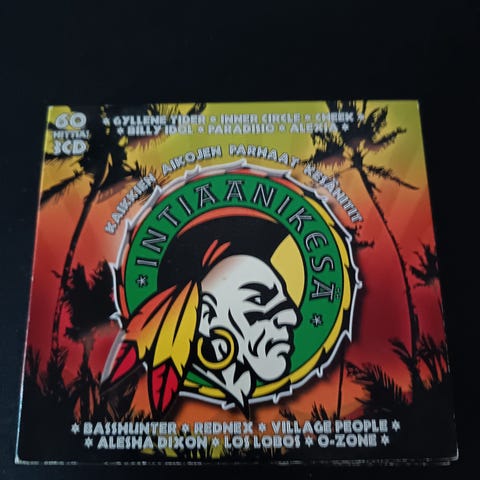 60
HITTIÄ!
3CD
* GYLLENE TIDER * INNER CIRCLE * CHEEK *
* BILLY IDOL * PARADISIO * ALEXIA *
KAIKKIEN AIKOJEN PARHAAT KESÄHITIT
* INTIAANIKESÄ *
* BASSHUNTER * REDNEX * VILLAGE PEOPLE *
* ALESHA DIXON * LOS LOBOS * O-ZONE *